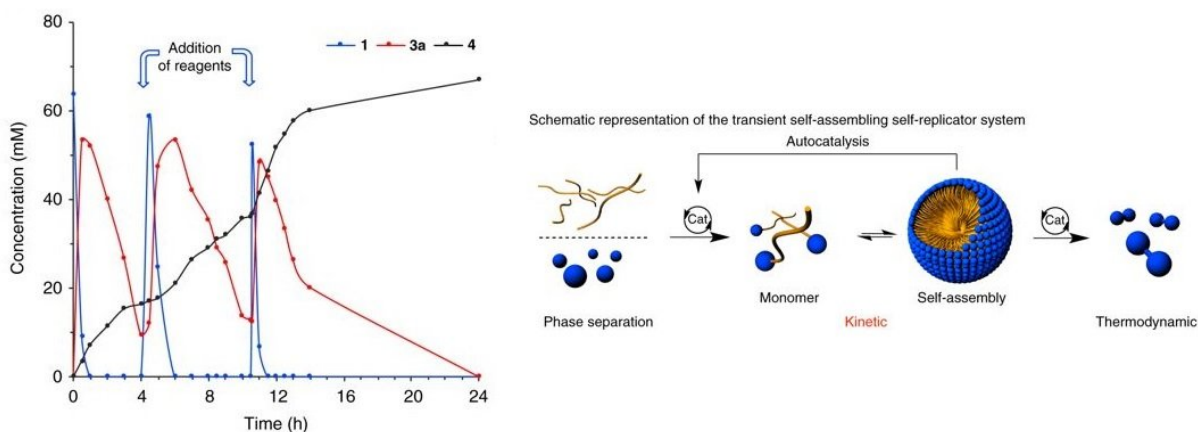 80
60
40
20
0
Concentration (mM)
0 4 8 12 16 20 24
Time (h)
Addition
of reagents
1 3a 4
Schematic representation of the transient self-assembling self-replicator system
Autocatalysis
Cat
Cat
Phase separation
Monomer
Self-assembly
Kinetic
Thermodynamic